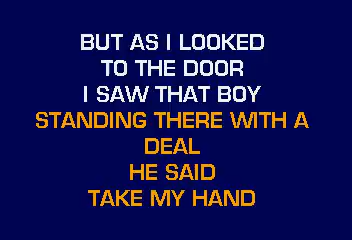 BUT AS I LOOKED
TO THE DOOR
I SAW THAT BOY
STANDING THERE WITH A
DEAL
HE SAID
TAKE MY HAND